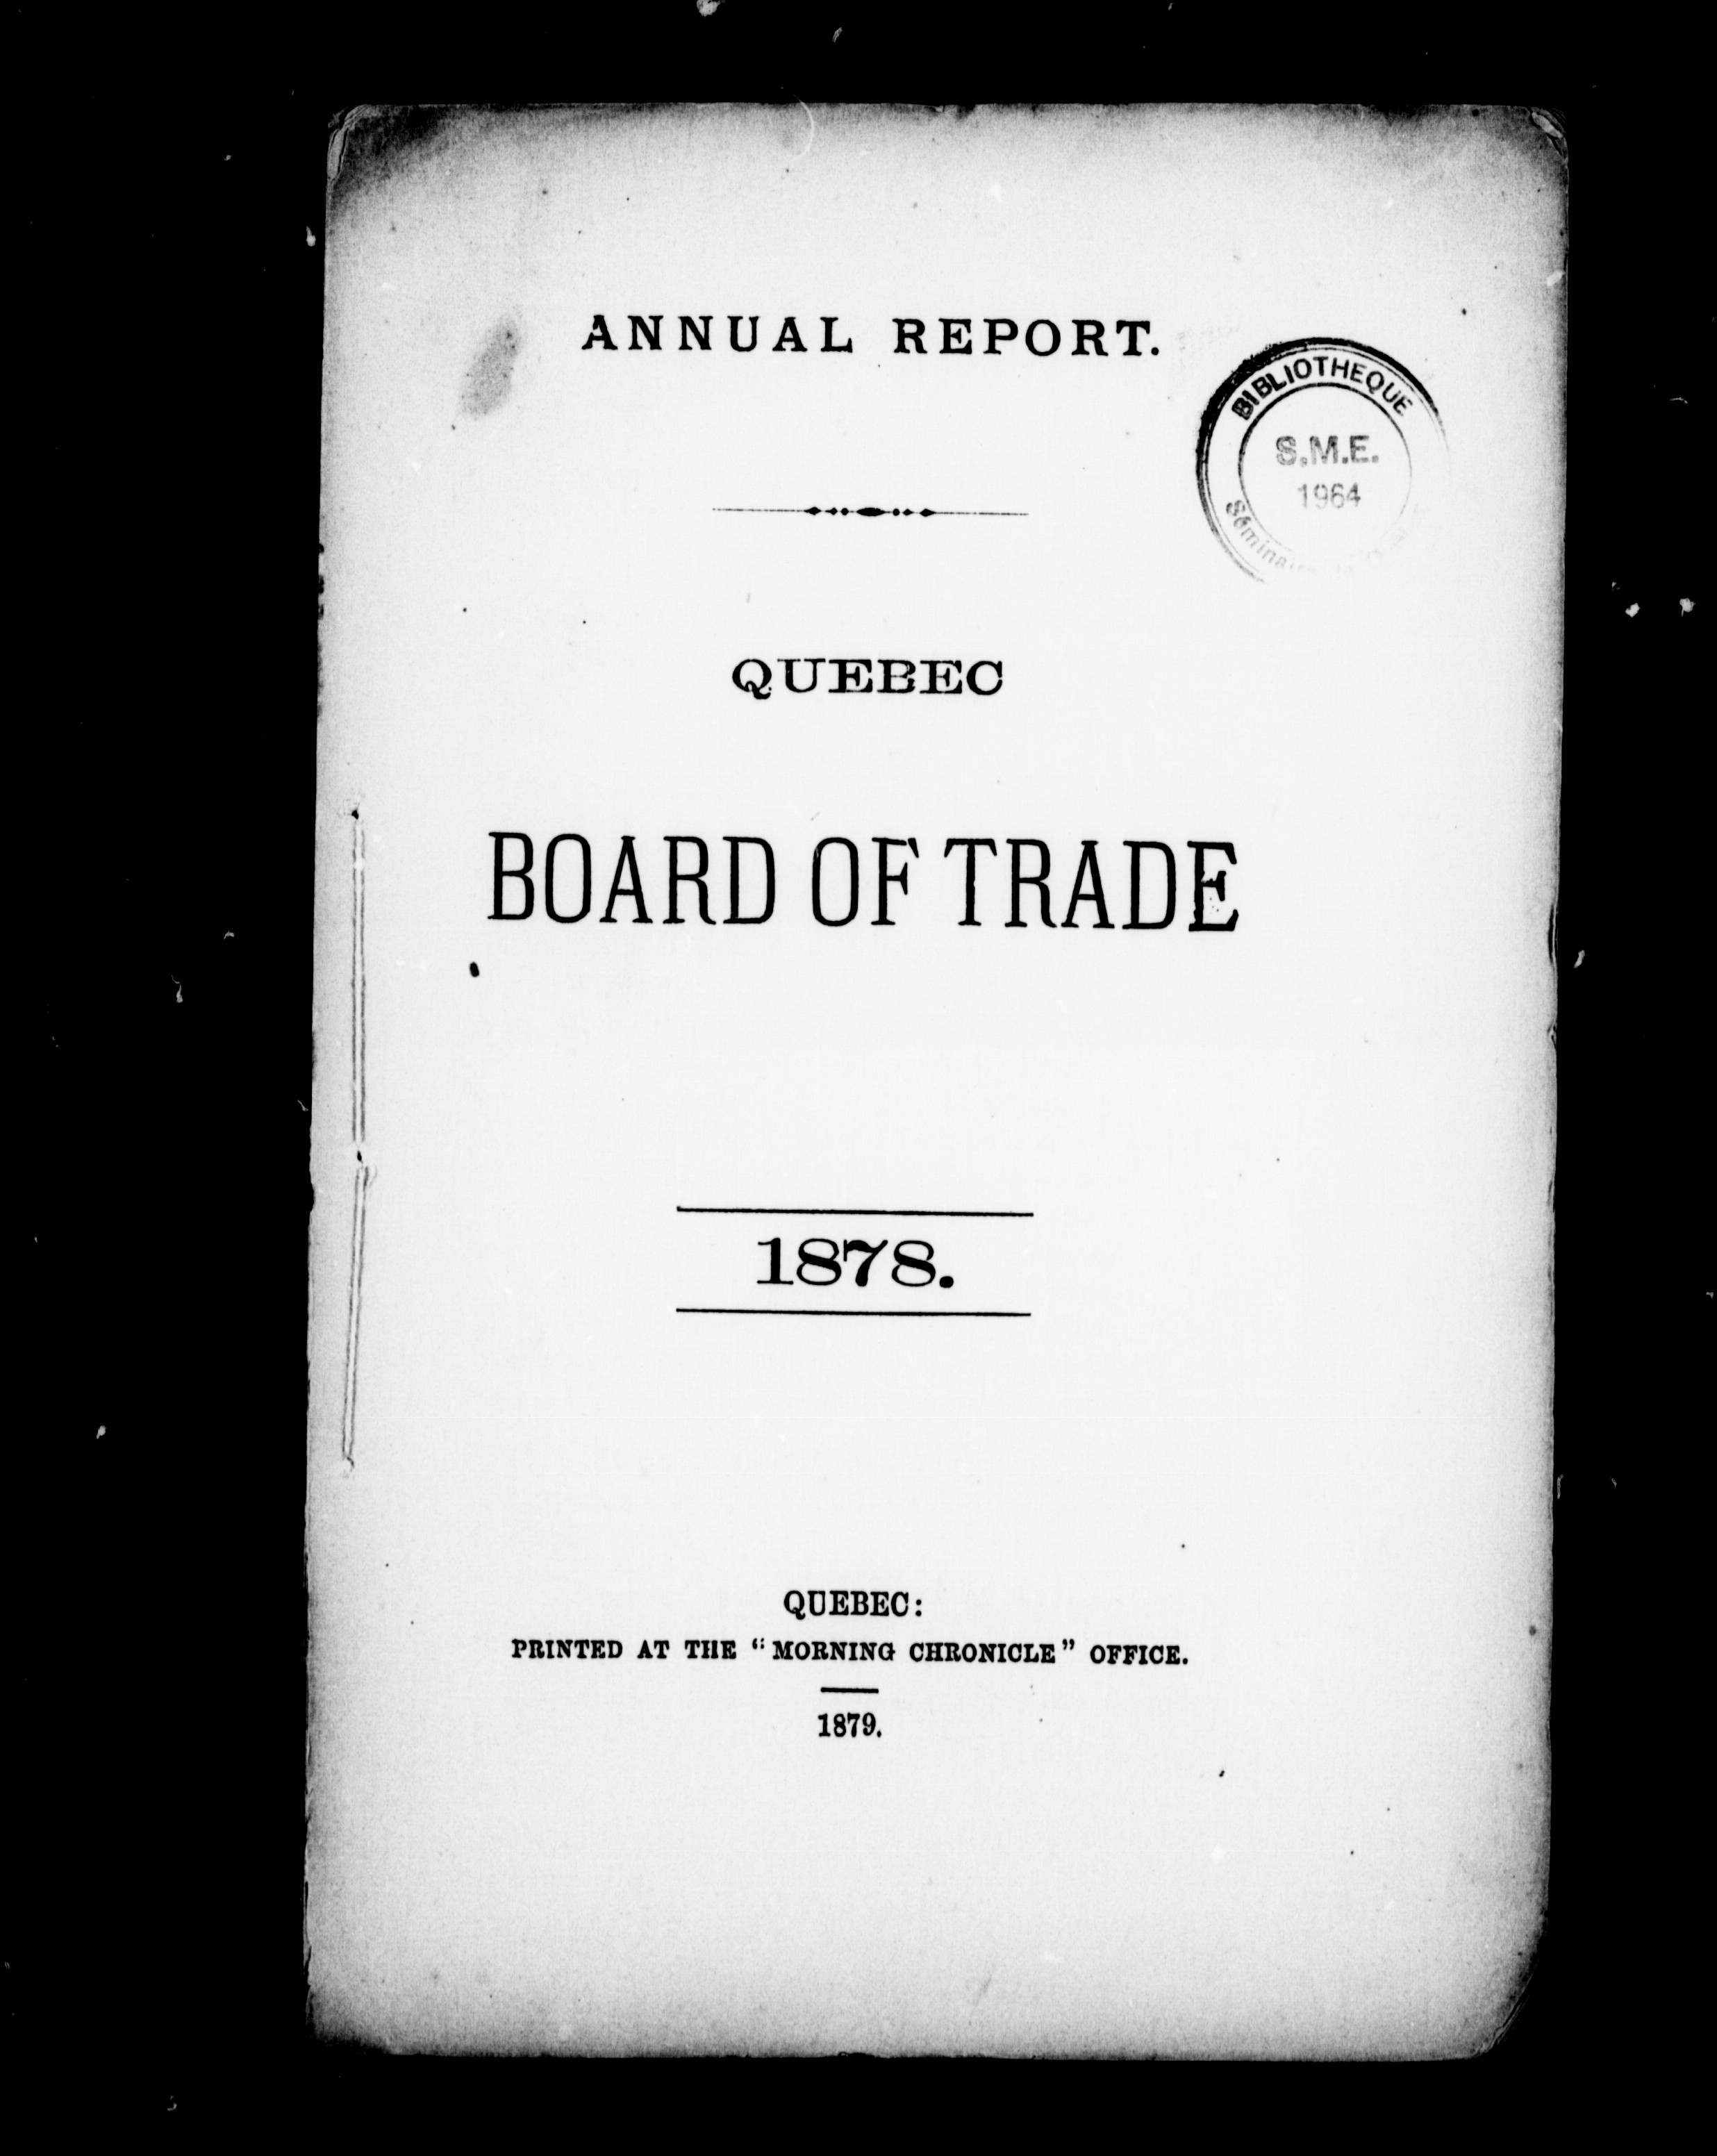 ANNUAL REPORT.
BIBLIOTHEQUE
S.M.E.
1964
QUEBEC
BOARD OF TRADE
1878.
QUEBEC:
PRINTED AT THE "MORNING CHRONICLE" OFFICE.
1879.